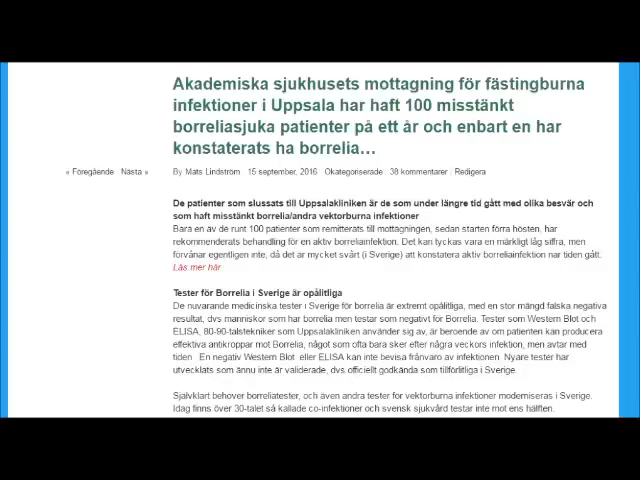 Akademiska sjukhusets mottagning för fästingburna
infektioner i Uppsala har haft 100 misstänkt
borreliasjuka patienter på ett år och enbart en har
konstaterats ha borrelia…
« Föregående Nästa » By Mats Lindström 15 september, 2016 Okategoriserade 38 kommentarer Redigera
De patienter som slussats till Uppsalakliniken är de som under längre tid gått med olika besvär och
som haft misstänkt borrelia/andra vektorburna infektioner
Bara en av de runt 100 patienter som remitterats till mottagningen, sedan starten förra hösten, har
rekommenderats behandling för en aktiv borreliainfektion. Det kan tyckas vara en märkligt låg siffra, men
förvånar egentligen inte, då det är mycket svårt (i Sverige) att konstatera aktiv borreliainfektion när tiden gått.
Läs mer här
Tester för Borrelia i Sverige är opålitliga
De nuvarande medicinska tester i Sverige för borrelia är extremt opålitliga, med en stor mängd falska negativa
resultat, dvs människor som har borrelia men testar som negativt för Borrelia. Tester som Western Blot och
ELISA, 80-90-talstekniker som Uppsalakliniken använder sig av, är beroende av om patienten kan producera
effektiva antikroppar mot Borrelia, något som ofta bara sker efter några veckors infektion, men avtar med
tiden En negativ Western Blot eller ELISA kan inte bevisa frånvaro av infektionen. Nyare tester har
utvecklats som ännu inte är validerade, dvs officiellt godkända som tillförlitliga i Sverige.
Självklart behöver borreliatester, och även andra tester för vektorburna infektioner moderniseras i Sverige.
Idag finns över 30-talet så kallade co-infektioner och svensk sjukvård testar inte mot ens hälften.